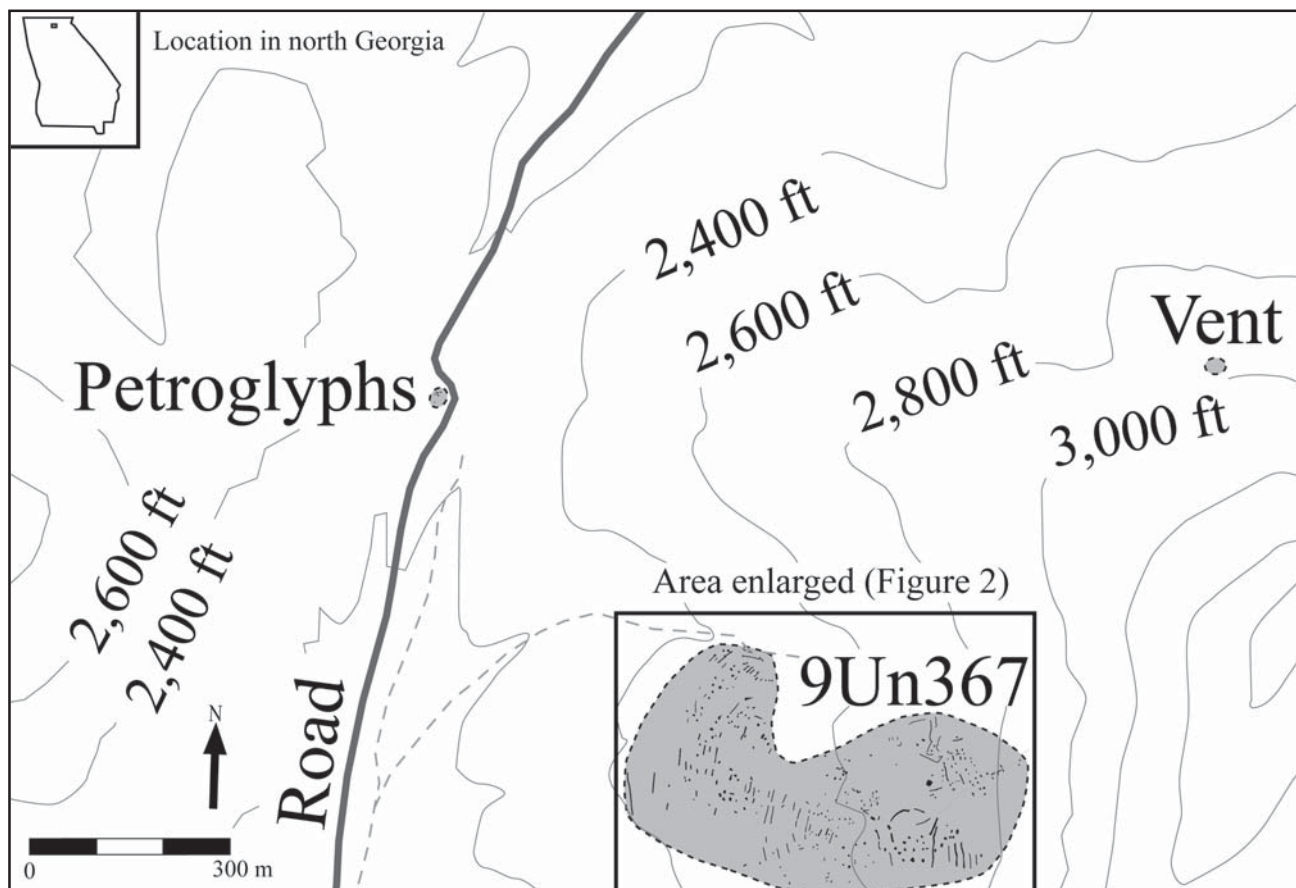 Location in north Georgia
2,400 ft
2,600 ft
Vent
Petroglyphs
2,800 ft
3,000 ft
2,600 ft
2,400 ft
Area enlarged (Figure 2)
9Un367
N
Road
0 300 m